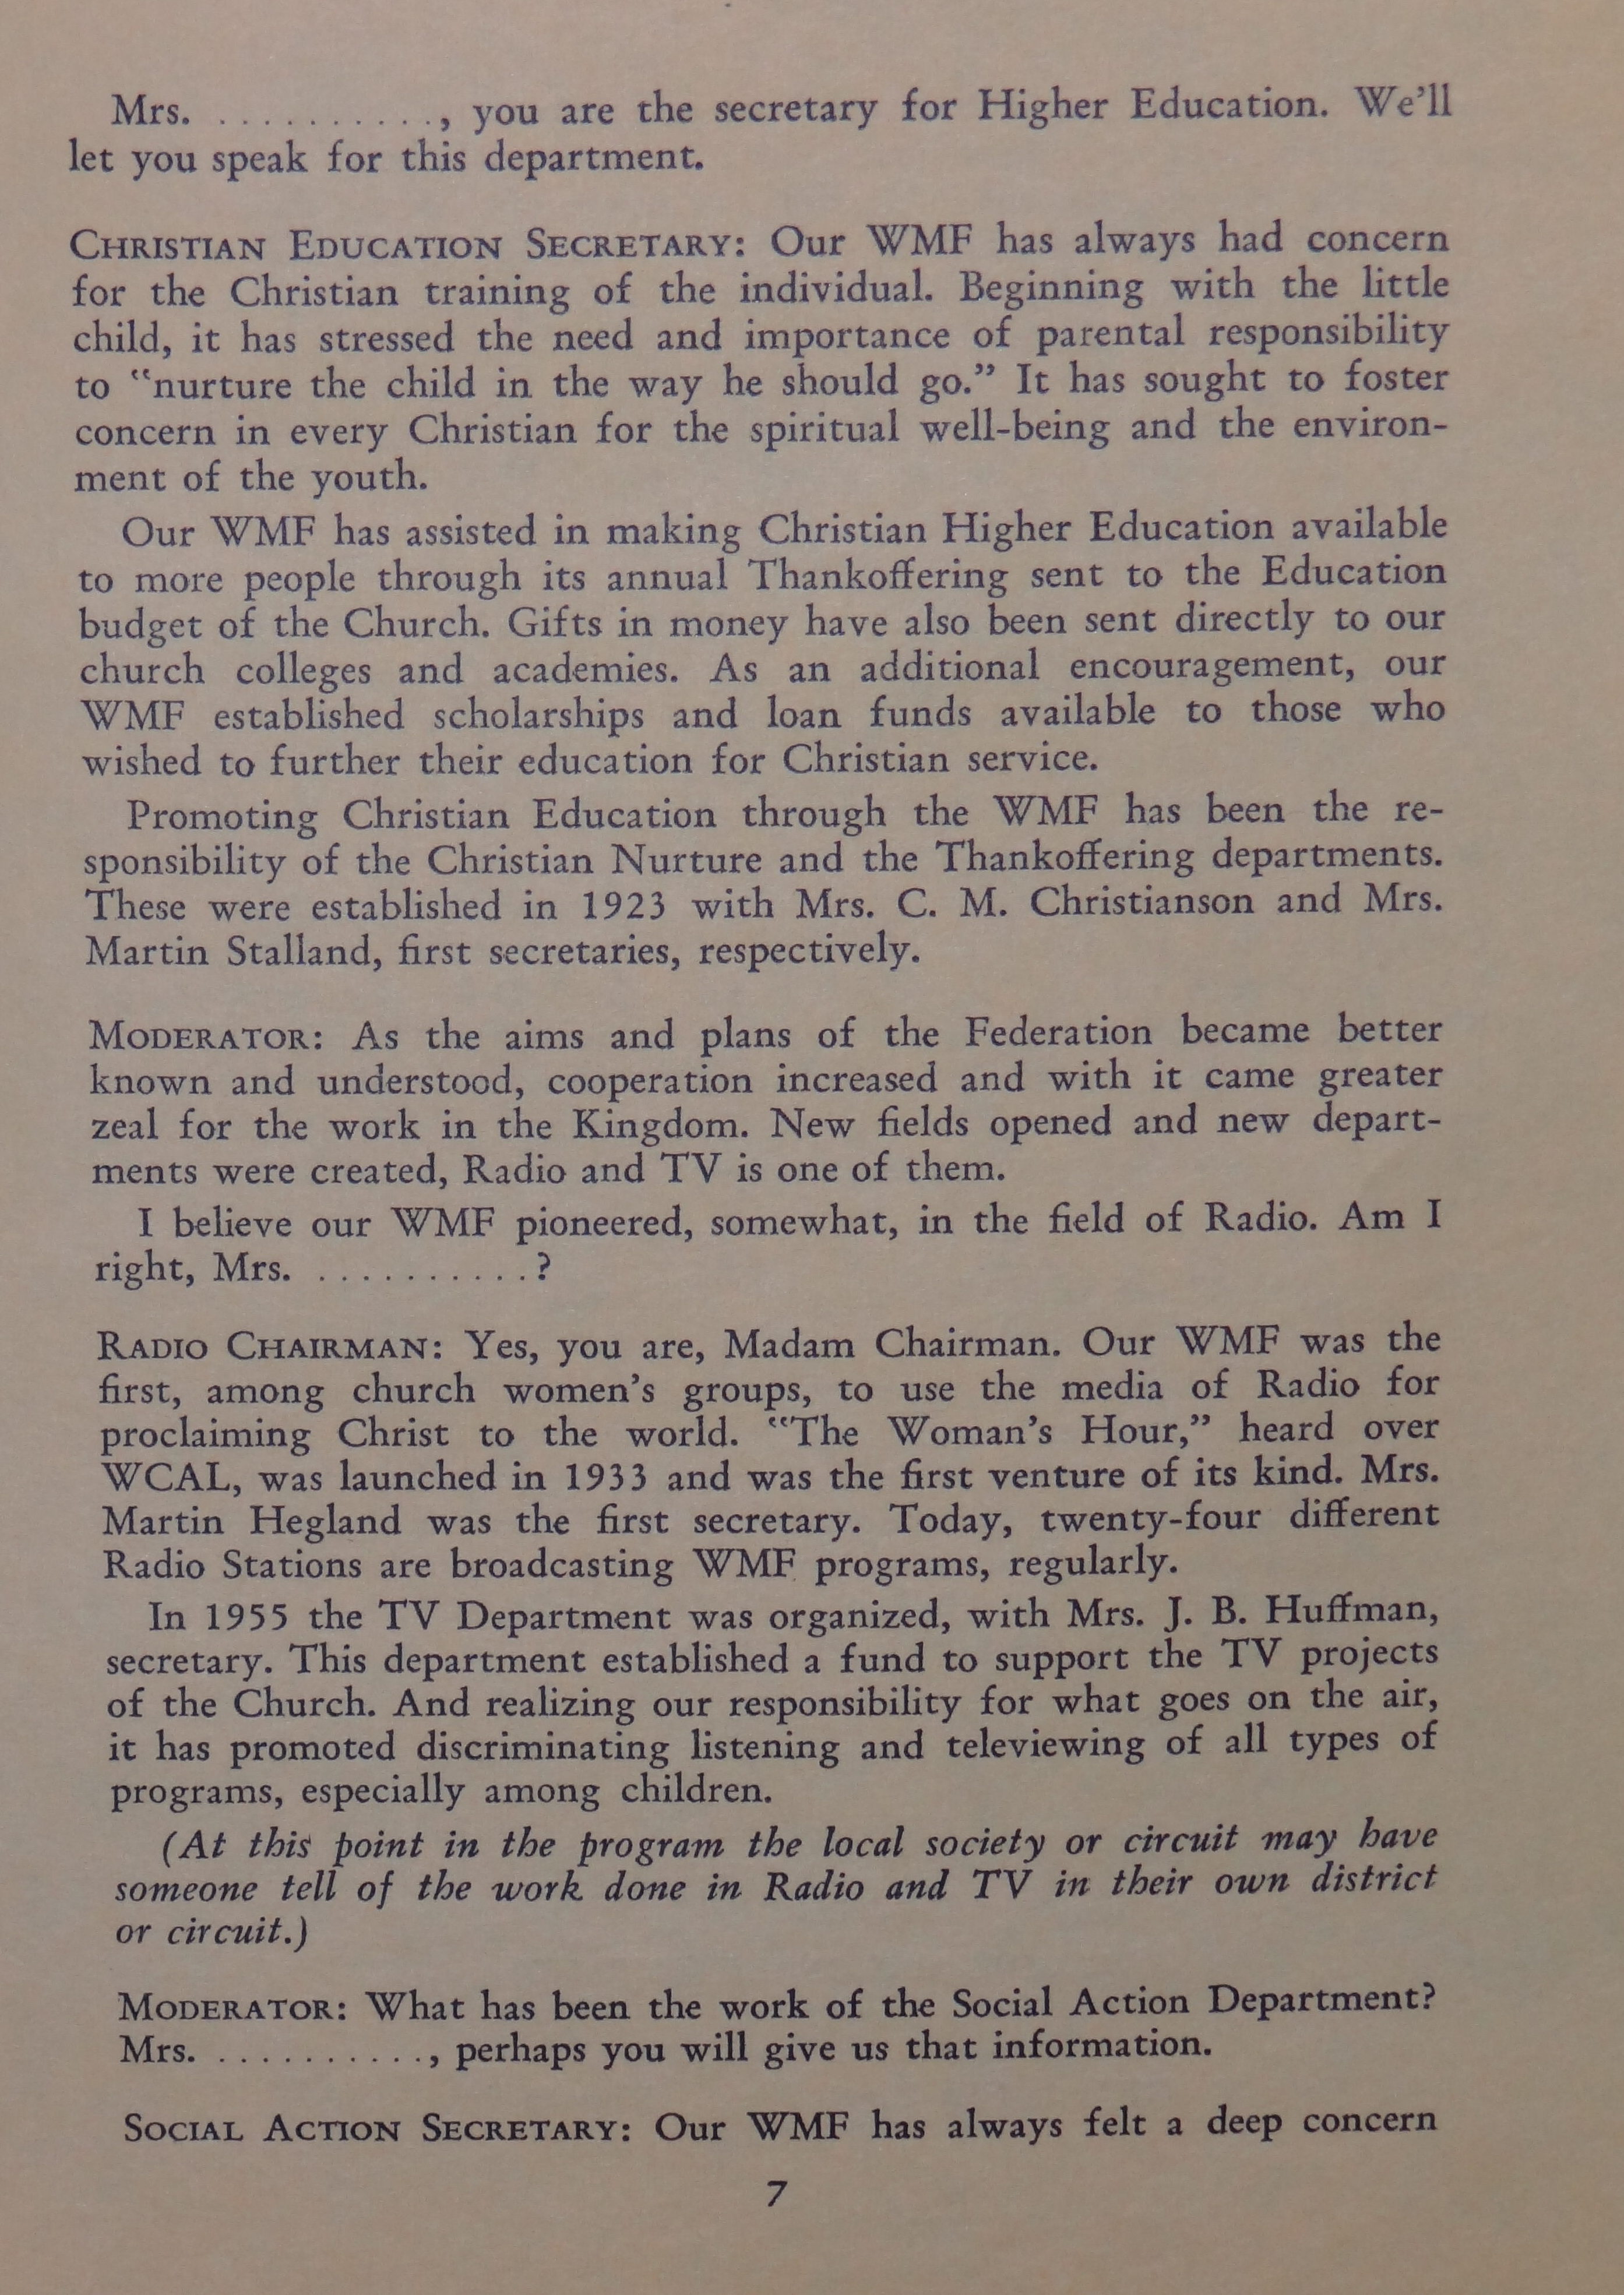 Mrs. . . . . . . . . . ., you are the secretary for Higher Education. We'll
let you speak for this department.
CHRISTIAN EDUCATION SECRETARY: Our WMF has always had concern
for the Christian training of the individual. Beginning with the little
child, it has stressed the need and importance of parental responsibility
to "nurture the child in the way he should go." It has sought to foster
concern in every Christian for the spiritual well-being and the environ-
ment of the youth.
Our WMF has assisted in making Christian Higher Education available
to more people through its annual Thankoffering sent to the Education
budget of the Church. Gifts in money have also been sent directly to our
church colleges and academies. As an additional encouragement, our
WMF established scholarships and loan funds available to those who
wished to further their education for Christian service.
Promoting Christian Education through the WMF has been the re-
sponsibility of the Christian Nurture and the Thankoffering departments.
These were established in 1923 with Mrs. C. M. Christianson and Mrs.
Martin Stalland, first secretaries, respectively.
MODERATOR: As the aims and plans of the Federation became better
known and understood, cooperation increased and with it came greater
zeal for the work in the Kingdom. New fields opened and new depart-
ments were created, Radio and TV is one of them.
I believe our WMF pioneered, somewhat, in the field of Radio. Am I
right, Mrs. . . . . . . . . . . ?
RADIO CHAIRMAN: Yes, you are, Madam Chairman. Our WMF was the
first, among church women's groups, to use the media of Radio for
proclaiming Christ to the world. "The Woman's Hour," heard over
WCAL, was launched in 1933 and was the first venture of its kind. Mrs.
Martin Hegland was the first secretary. Today, twenty-four different
Radio Stations are broadcasting WMF programs, regularly.
In 1955 the TV Department was organized, with Mrs. J. B. Huffman,
secretary. This department established a fund to support the TV projects
of the Church. And realizing our responsibility for what goes on the air,
it has promoted discriminating listening and televiewing of all types of
programs, especially among children.
(At this point in the program the local society or circuit may have
someone tell of the work done in Radio and TV in their own district
or circuit.)
MODERATOR: What has been the work of the Social Action Department?
Mrs. . . . . . . . . . ., perhaps you will give us that information.
SOCIAL ACTION SECRETARY: Our WMF has always felt a deep concern
7